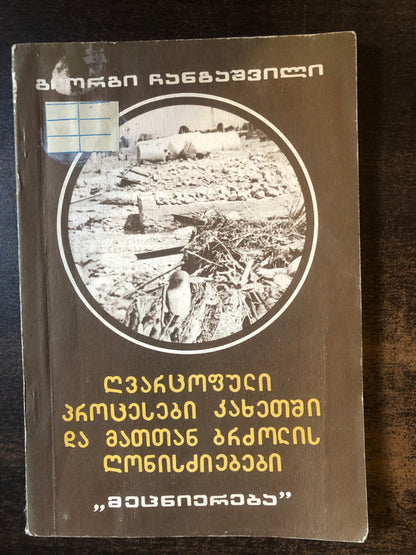 გიორგი ჩანგაშვილი
ღვარცოფული
პროცესები კახეთში
და მათთან ბრძოლის
ღონისძიებები
„მეცნიერება“